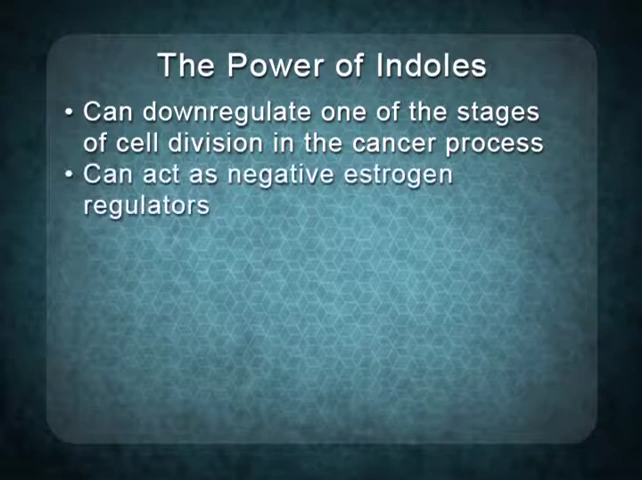 The Power of Indoles
• Can downregulate one of the stages
of cell division in the cancer process
• Can act as negative estrogen
regulators